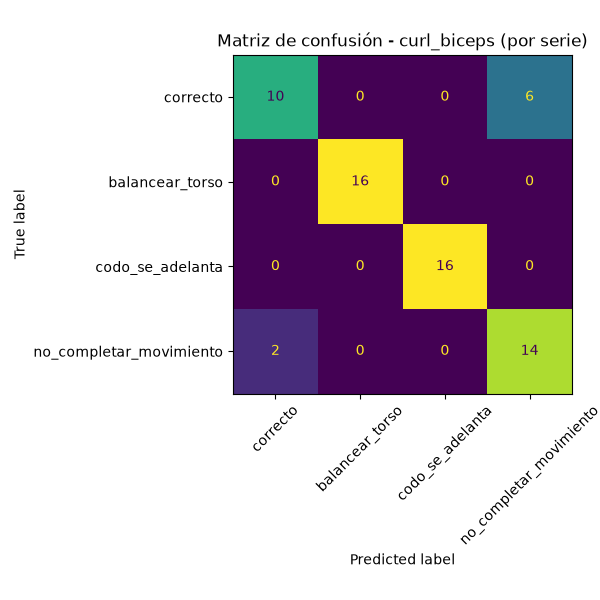 Matriz de confusión - curl_biceps (por serie)
True label
correcto 10 0 0 6
balancear_torso 0 16 0 0
codo_se_adelanta 0 0 16 0
no_completar_movimiento 2 0 0 14
correcto balancear_torso codo_se_adelanta no_completar_movimiento
Predicted label